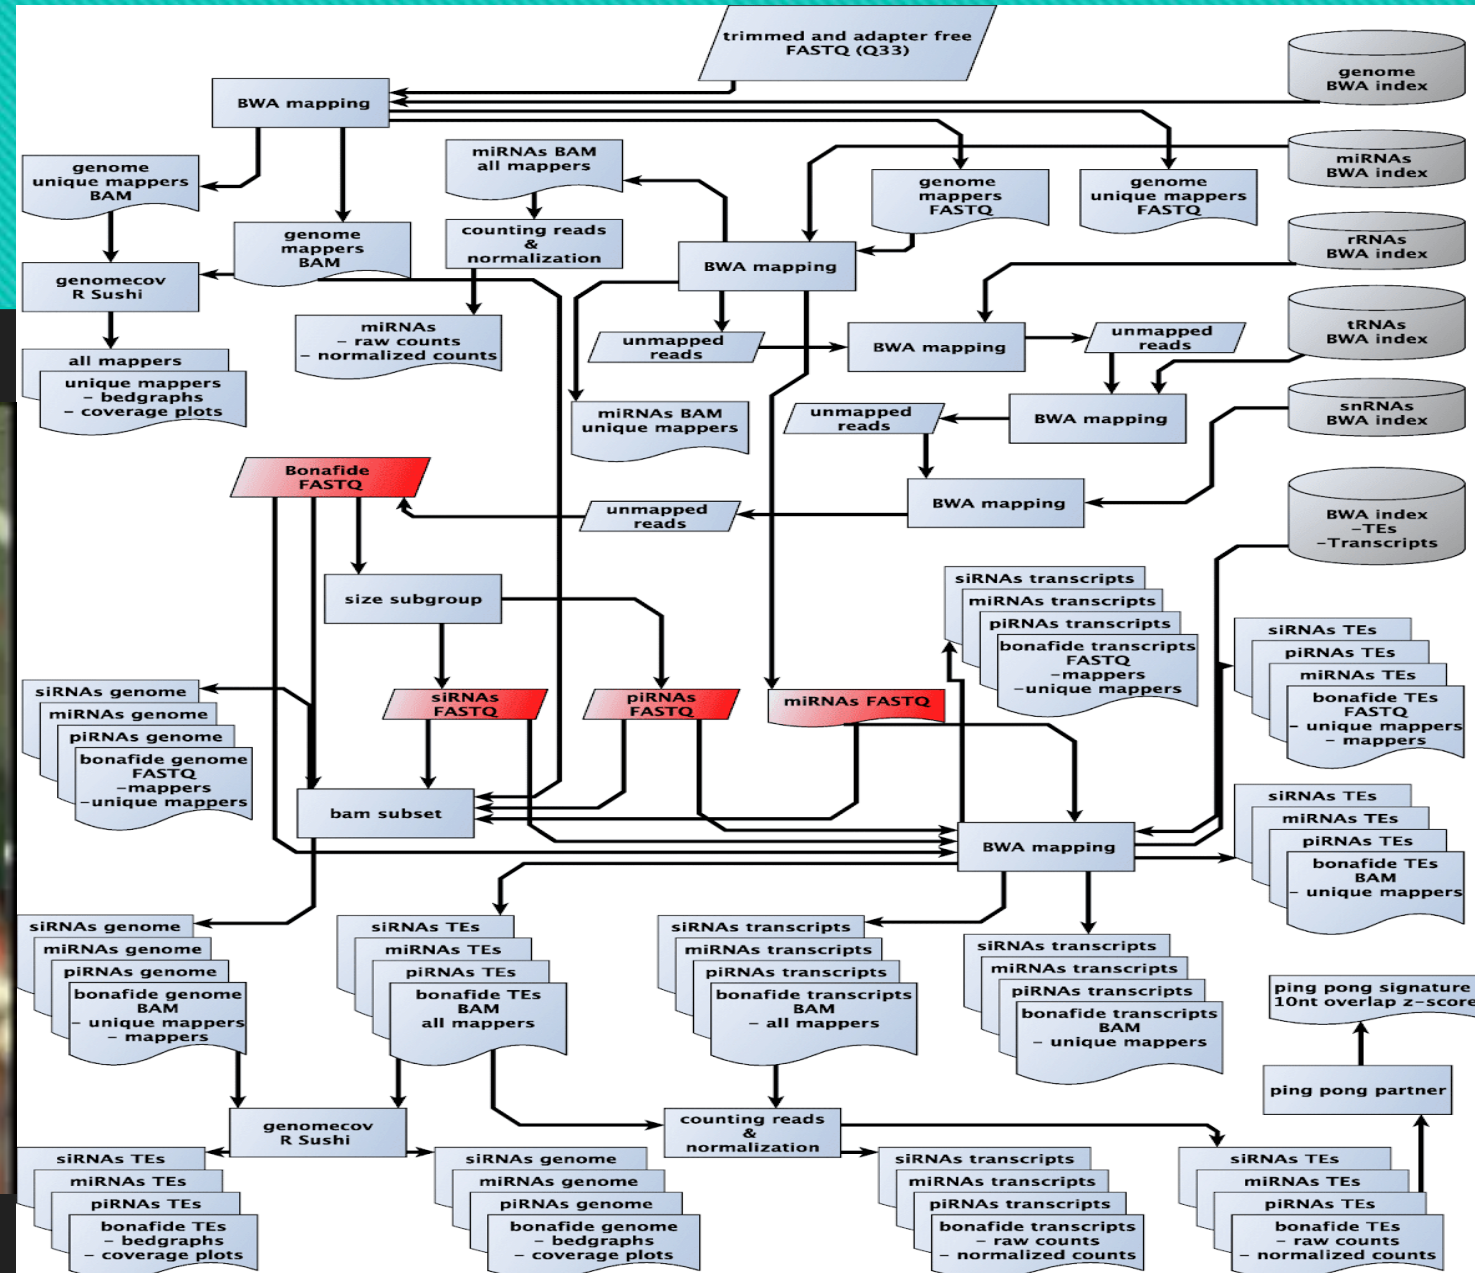 trimmed and adapter free
FASTQ (Q33)
genome
BWA index
BWA mapping
miRNAs BAM
all mappers
miRNAs
BWA index
genome
unique mappers
BAM
genome
mappers
FASTQ
genome
unique mappers
FASTQ
genome
mappers
BAM
counting reads
&
normalization
rRNAs
BWA index
BWA mapping
genomecov
R Sushi
miRNAs
– raw counts
– normalized counts
unmapped
reads
BWA mapping
unmapped
reads
tRNAs
BWA index
all mappers
unique mappers
– bedgraphs
– coverage plots
miRNAs BAM
unique mappers
unmapped
reads
BWA mapping
snRNAs
BWA index
Bonafide
FASTQ
unmapped
reads
BWA mapping
BWA index
–TEs
–Transcripts
size subgroup
siRNAs transcripts
miRNAs transcripts
piRNAs transcripts
bonafide transcripts
FASTQ
–mappers
–unique mappers
siRNAs TEs
piRNAs TEs
miRNAs TEs
bonafide TEs
FASTQ
– unique mappers
– mappers
siRNAs genome
miRNAs genome
piRNAs genome
bonafide genome
FASTQ
–mappers
–unique mappers
siRNAs
FASTQ
piRNAs
FASTQ
miRNAs FASTQ
bam subset
BWA mapping
siRNAs TEs
miRNAs TEs
piRNAs TEs
bonafide TEs
BAM
– unique mappers
siRNAs genome
miRNAs genome
piRNAs genome
bonafide genome
BAM
– unique mappers
– mappers
siRNAs TEs
miRNAs TEs
piRNAs TEs
bonafide TEs
BAM
all mappers
siRNAs transcripts
miRNAs transcripts
piRNAs transcripts
bonafide transcripts
BAM
– all mappers
siRNAs transcripts
miRNAs transcripts
piRNAs transcripts
bonafide transcripts
BAM
– unique mappers
ping pong signature
10nt overlap z-score
ping pong partner
genomecov
R Sushi
counting reads
&
normalization
siRNAs TEs
miRNAs TEs
piRNAs TEs
bonafide TEs
– bedgraphs
– coverage plots
siRNAs genome
miRNAs genome
piRNAs genome
bonafide genome
– bedgraphs
– coverage plots
siRNAs transcripts
miRNAs transcripts
piRNAs transcripts
bonafide transcripts
– raw counts
– normalized counts
siRNAs TEs
miRNAs TEs
piRNAs TEs
bonafide TEs
– raw counts
– normalized counts